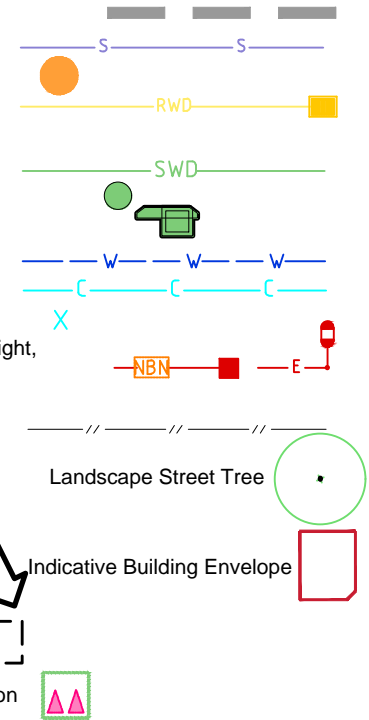 S S
RWD
SWD
W W W
C C C
X
ight,
NBN E
// // //
Landscape Street Tree
Indicative Building Envelope
on